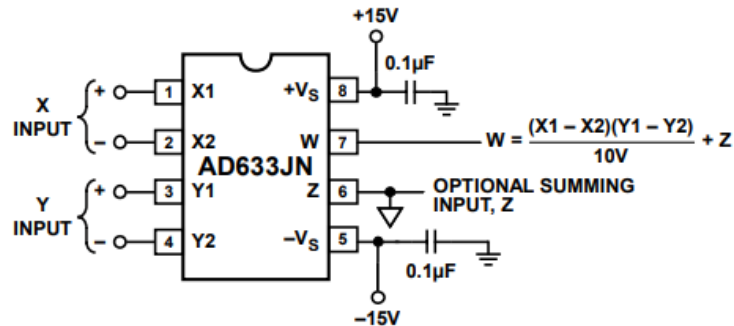 +15V
0.1µF
X
INPUT
+
1
X1
+VS
8
–
2
X2
W
7
W = (X1 – X2)(Y1 – Y2)
10V
+ Z
AD633JN
Y
INPUT
+
3
Y1
Z
6
OPTIONAL SUMMING
INPUT, Z
–
4
Y2
–VS
5
0.1µF
–15V